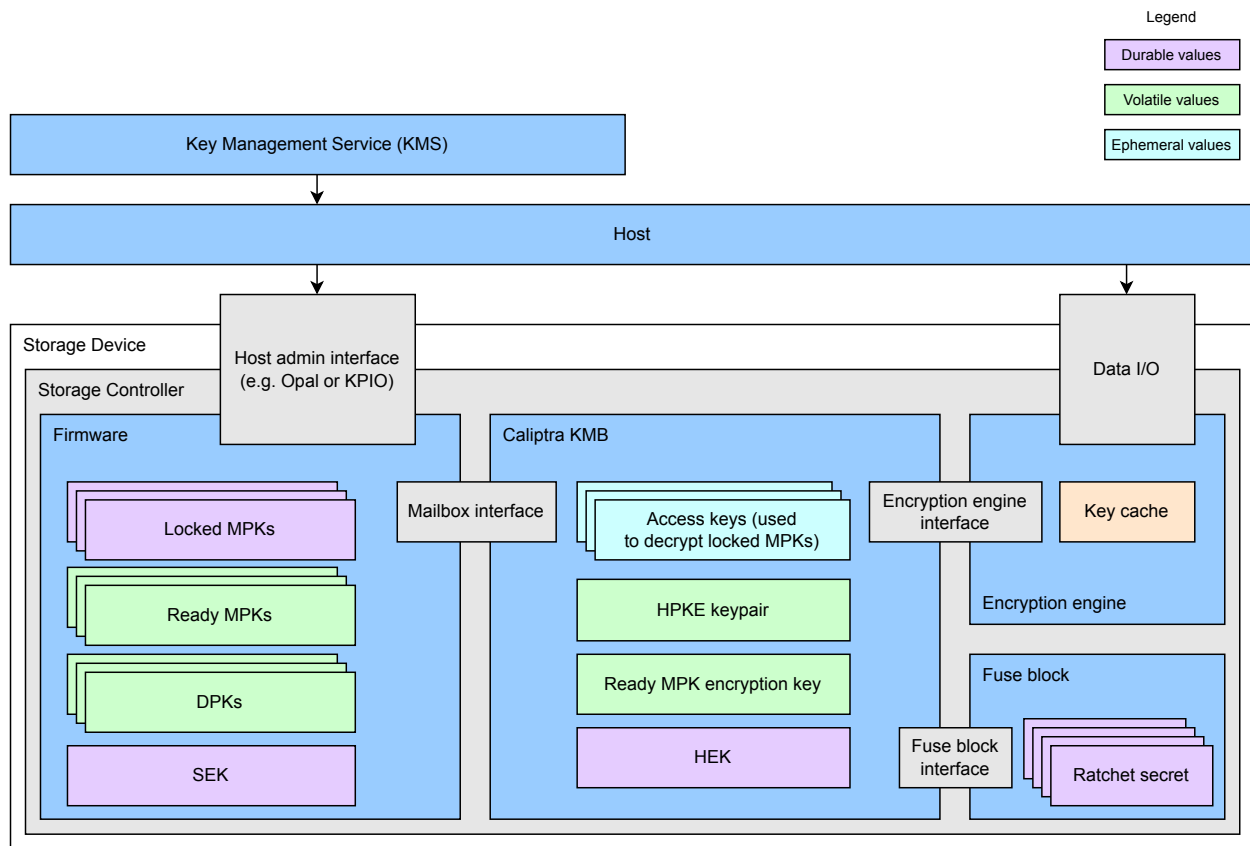 Legend
Durable values
Volatile values
Ephemeral values
Key Management Service (KMS)
Host
Storage Device
Host admin interface
(e.g. Opal or KPIO)
Data I/O
Storage Controller
Firmware
Caliptra KMB
Locked MPKs
Mailbox interface
Access keys (used
to decrypt locked MPKs)
Encryption engine
interface
Key cache
Ready MPKs
HPKE keypair
Encryption engine
DPKs
Ready MPK encryption key
Fuse block
SEK
HEK
Fuse block
interface
Ratchet secret